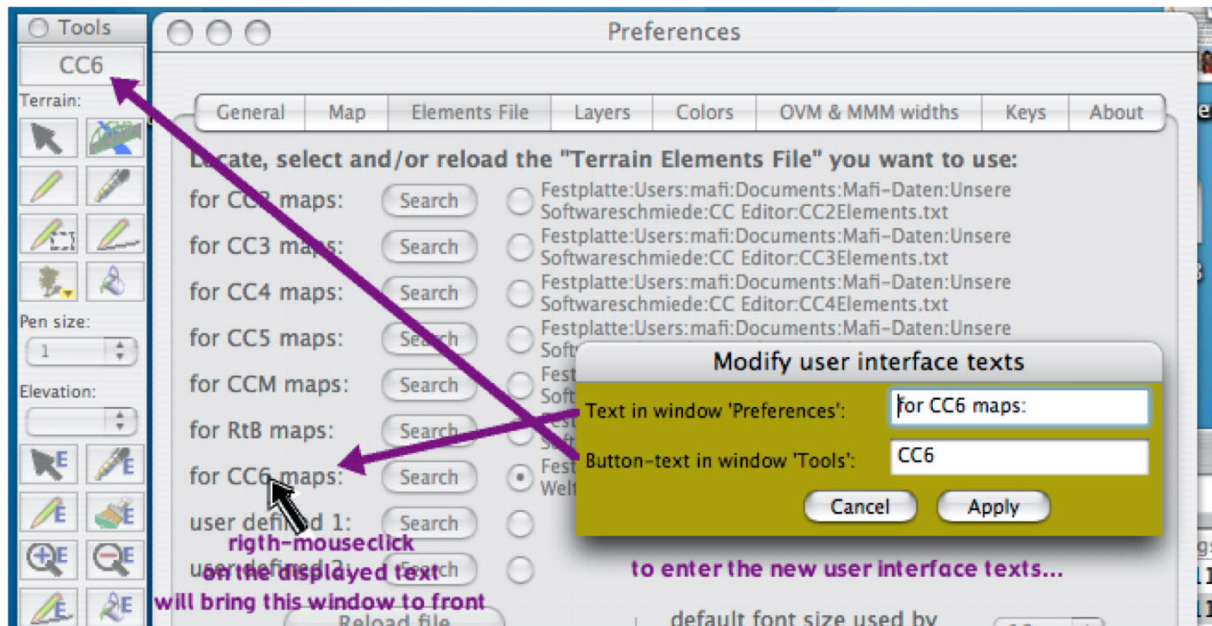 Tools
CC6
Terrain:
Pen size:
1
Elevation:
E
E
E
E
E
E
E
E
Preferences
General Map Elements File Layers Colors OVM & MMM widths Keys About
Locate, select and/or reload the "Terrain Elements File" you want to use:
for CC2 maps: Search Festplatte:Users:mafi:Documents:Mafi-Daten:Unsere
Softwareschmiede:CC Editor:CC2Elements.txt
for CC3 maps: Search Festplatte:Users:mafi:Documents:Mafi-Daten:Unsere
Softwareschmiede:CC Editor:CC3Elements.txt
for CC4 maps: Search Festplatte:Users:mafi:Documents:Mafi-Daten:Unsere
Softwareschmiede:CC Editor:CC4Elements.txt
for CC5 maps: Search Festplatte:Users:mafi:Documents:Mafi-Daten:Unsere
for CCM maps: Search
for RtB maps: Search
for CC6 maps: Search
user defined 1: Search
user defined 2: Search
Reload file
default font size used by
Modify user interface texts
Text in window 'Preferences': for CC6 maps:
Button-text in window 'Tools': CC6
Cancel Apply
rigth-mouseclick
on the displayed text
will bring this window to front
to enter the new user interface texts...